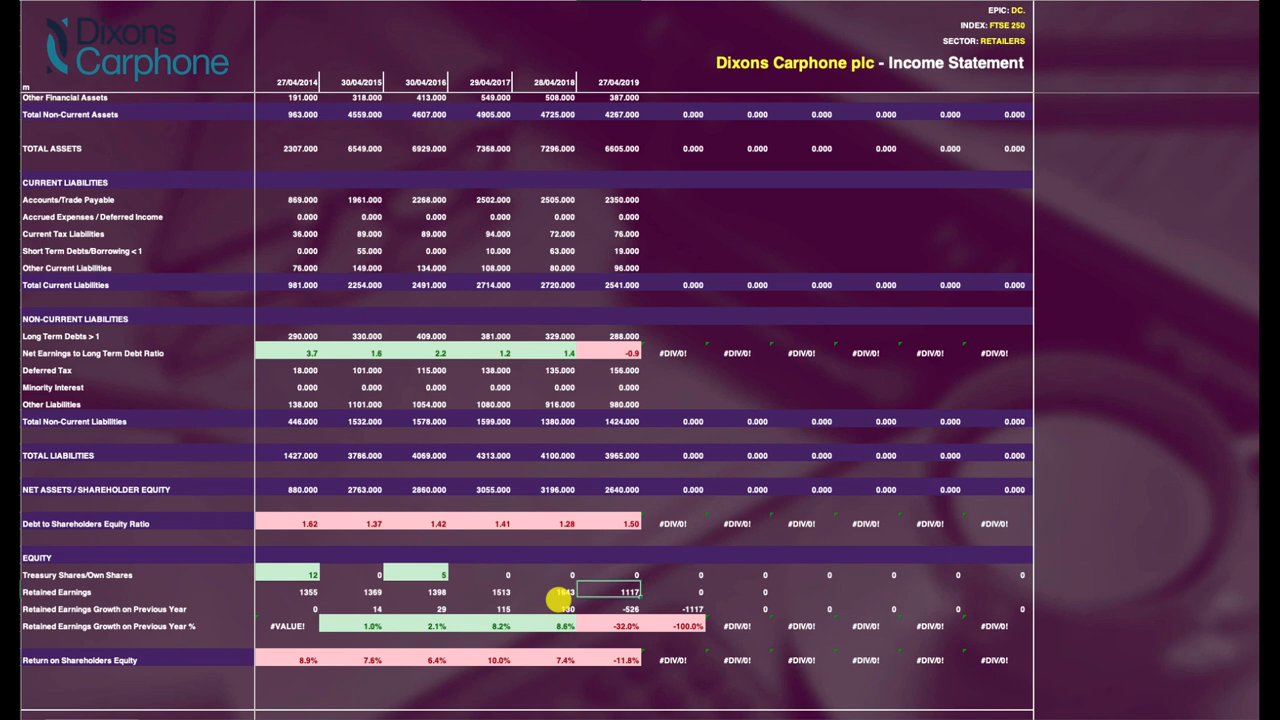 Dixons
Carphone
EPIC: DC.
INDEX: FTSE 250
SECTOR: RETAILERS
Dixons Carphone plc - Income Statement
m 27/04/2014 30/04/2015 30/04/2016 29/04/2017 28/04/2018 27/04/2019
Other Financial Assets 191.000 318.000 413.000 549.000 508.000 387.000
Total Non-Current Assets 963.000 4559.000 4607.000 4905.000 4725.000 4267.000 0.000 0.000 0.000 0.000 0.000 0.000
TOTAL ASSETS 2307.000 6549.000 6929.000 7368.000 7296.000 6605.000 0.000 0.000 0.000 0.000 0.000 0.000
CURRENT LIABILITIES
Accounts/Trade Payable 869.000 1961.000 2268.000 2502.000 2505.000 2350.000
Accrued Expenses / Deferred Income 0.000 0.000 0.000 0.000 0.000 0.000
Current Tax Liabilities 36.000 89.000 89.000 94.000 72.000 76.000
Short Term Debts/Borrowing < 1 0.000 55.000 0.000 10.000 63.000 19.000
Other Current Liabilities 76.000 149.000 134.000 108.000 80.000 96.000
Total Current Liabilities 981.000 2254.000 2491.000 2714.000 2720.000 2541.000 0.000 0.000 0.000 0.000 0.000 0.000
NON-CURRENT LIABILITIES
Long Term Debts > 1 290.000 330.000 409.000 381.000 329.000 288.000
Net Earnings to Long Term Debt Ratio 3.7 1.6 2.2 1.2 1.4 -0.9 #DIV/0! #DIV/0! #DIV/0! #DIV/0! #DIV/0! #DIV/0!
Deferred Tax 18.000 101.000 115.000 138.000 135.000 156.000
Minority Interest 0.000 0.000 0.000 0.000 0.000 0.000
Other Liabilities 138.000 1101.000 1054.000 1080.000 916.000 980.000
Total Non-Current Liabilities 446.000 1532.000 1578.000 1599.000 1380.000 1424.000 0.000 0.000 0.000 0.000 0.000 0.000
TOTAL LIABILITIES 1427.000 3786.000 4069.000 4313.000 4100.000 3965.000 0.000 0.000 0.000 0.000 0.000 0.000
NET ASSETS / SHAREHOLDER EQUITY 880.000 2763.000 2860.000 3055.000 3196.000 2640.000 0.000 0.000 0.000 0.000 0.000 0.000
Debt to Shareholders Equity Ratio 1.62 1.37 1.42 1.41 1.28 1.50 #DIV/0! #DIV/0! #DIV/0! #DIV/0! #DIV/0! #DIV/0!
EQUITY
Treasury Shares/Own Shares 12 0 5 0 0 0 0 0
Retained Earnings 1355 1369 1398 1513 1117 0 0
Retained Earnings Growth on Previous Year 0 14 29 115 130 -526 -1117
Retained Earnings Growth on Previous Year % #VALUE! 1.0% 2.1% 8.2% 8.6% -32.0% -100.0% #DIV/0! #DIV/0! #DIV/0! #DIV/0! #DIV/0!
Return on Shareholders Equity 8.9% 7.6% 6.4% 10.0% 7.4% -11.8% #DIV/0! #DIV/0! #DIV/0! #DIV/0! #DIV/0! #DIV/0!